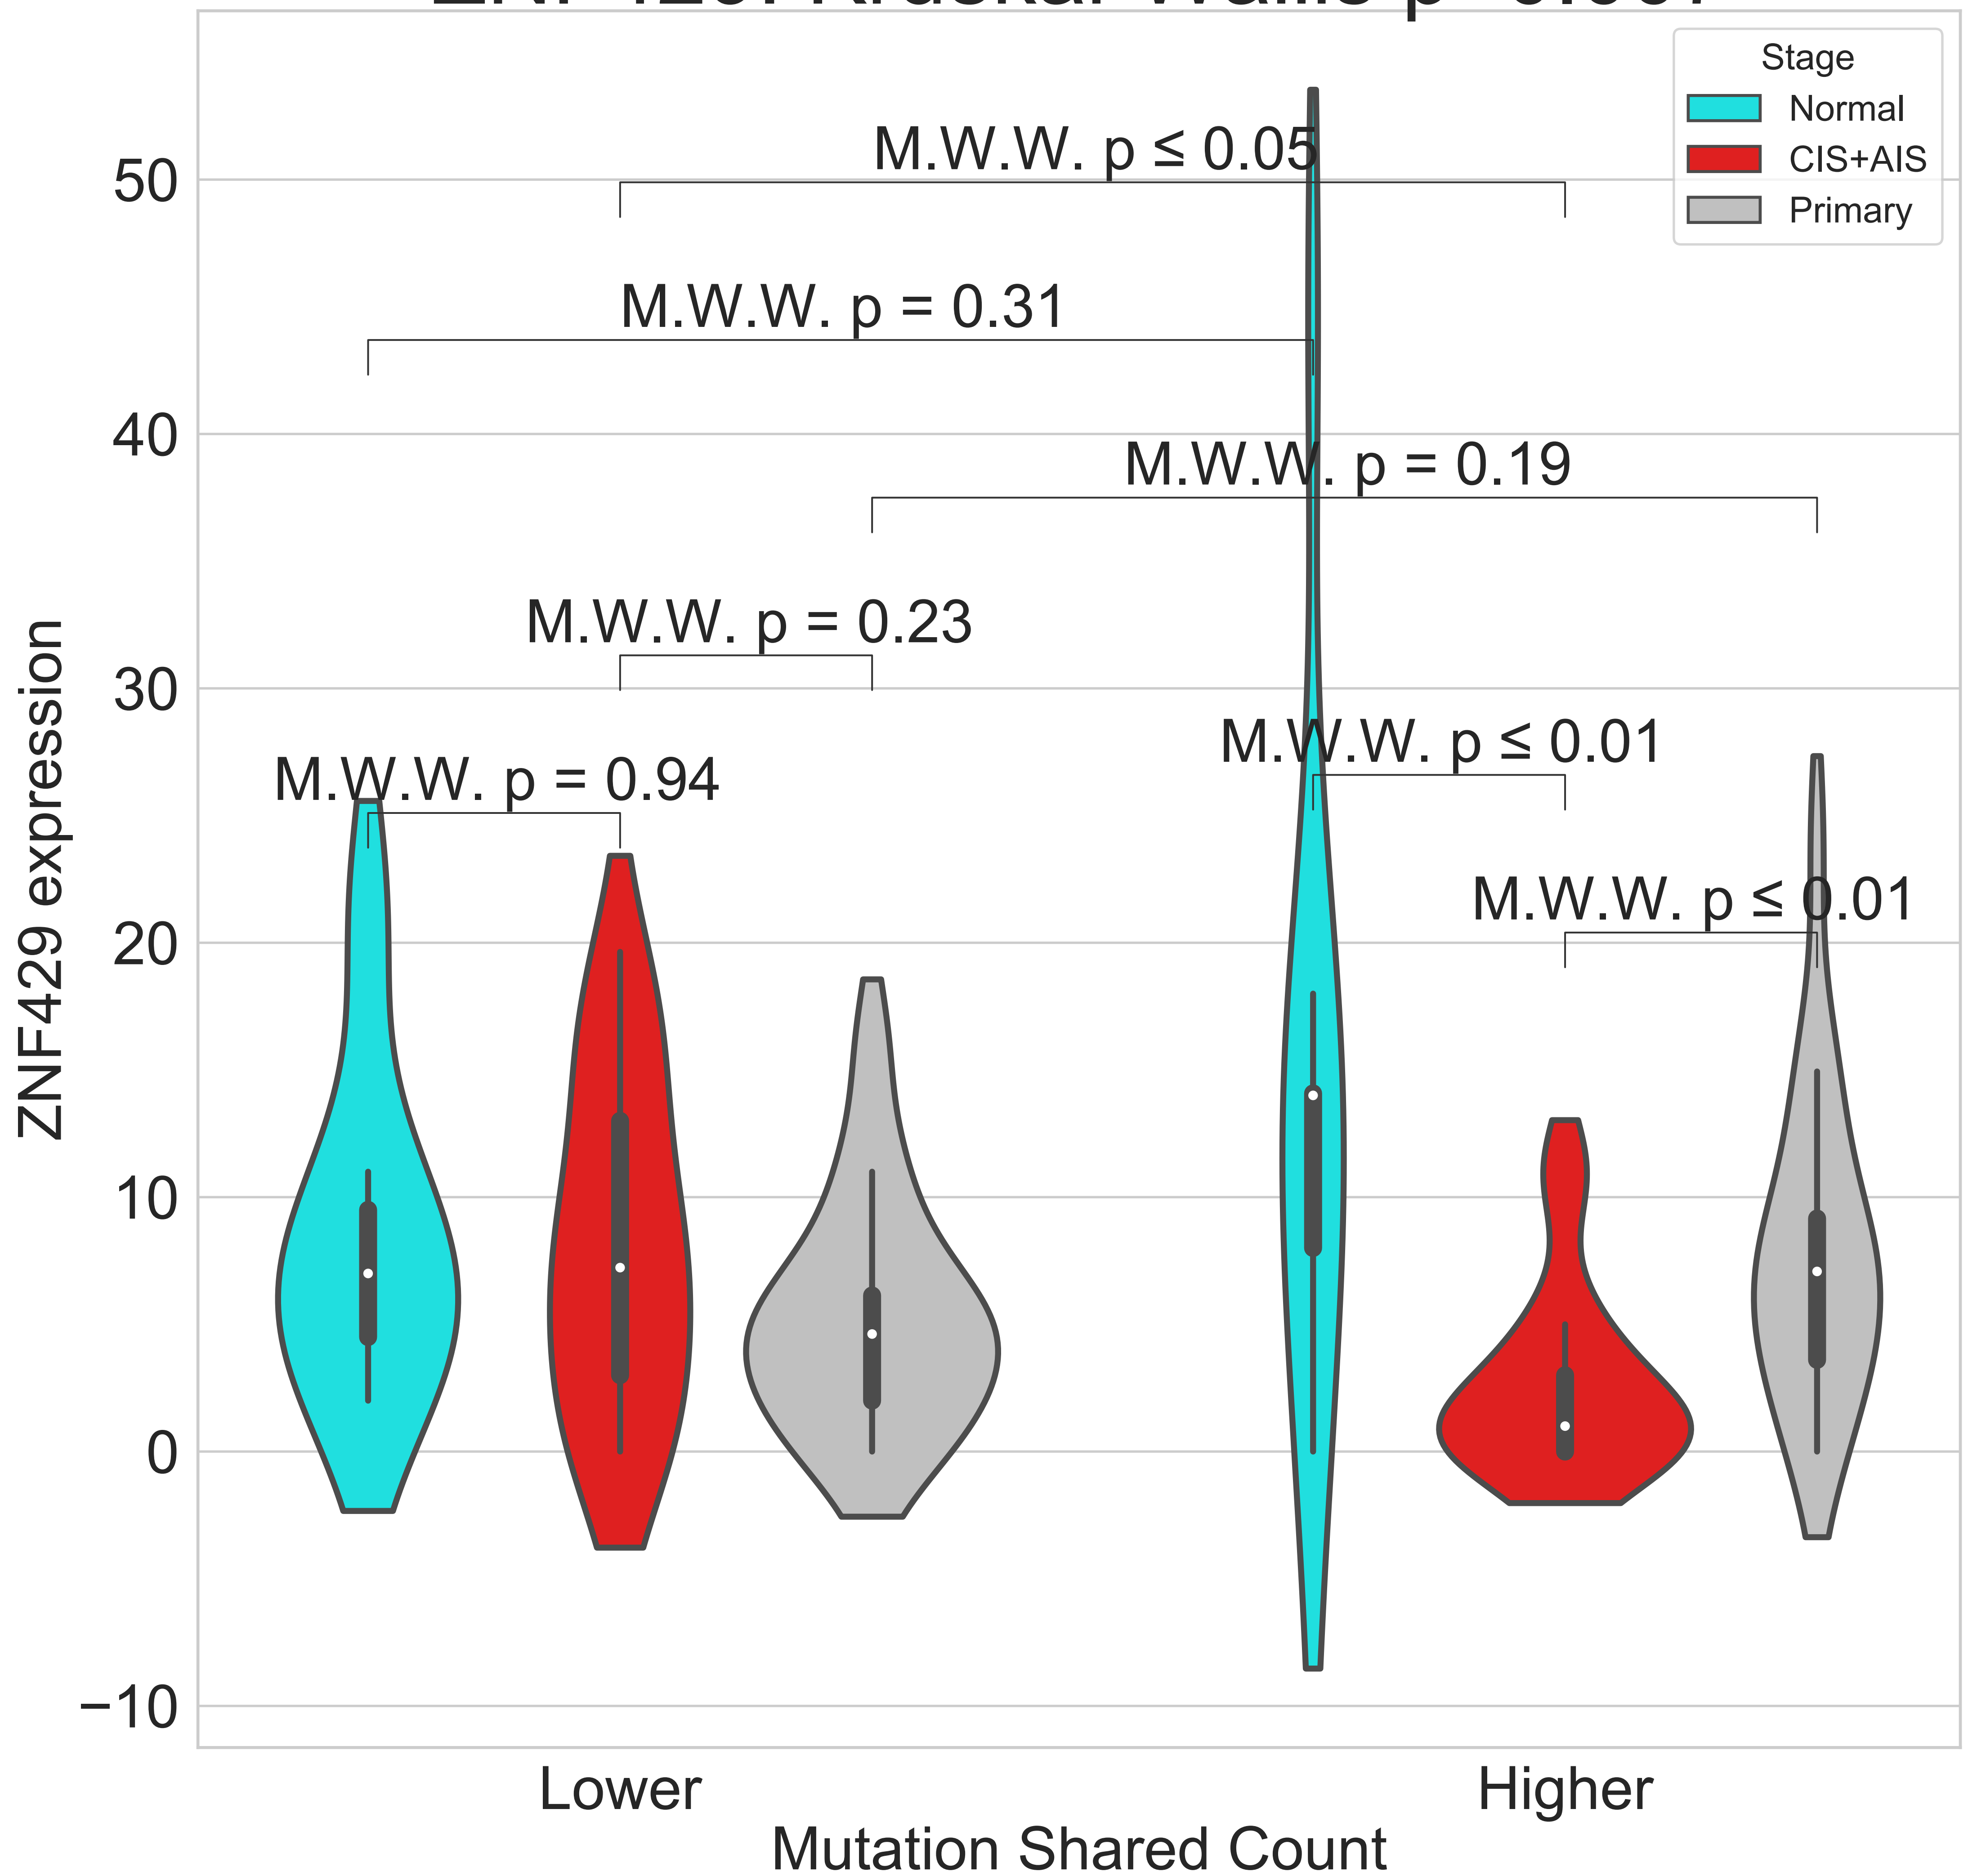 Stage
Normal
CIS+AIS
Primary
M.W.W. p ≤ 0.05
M.W.W. p = 0.31
M.W.W. p = 0.19
M.W.W. p = 0.23
M.W.W. p ≤ 0.01
M.W.W. p = 0.94
M.W.W. p ≤ 0.01
ZNF429 expression
50
40
30
20
10
0
−10
Lower
Higher
Mutation Shared Count